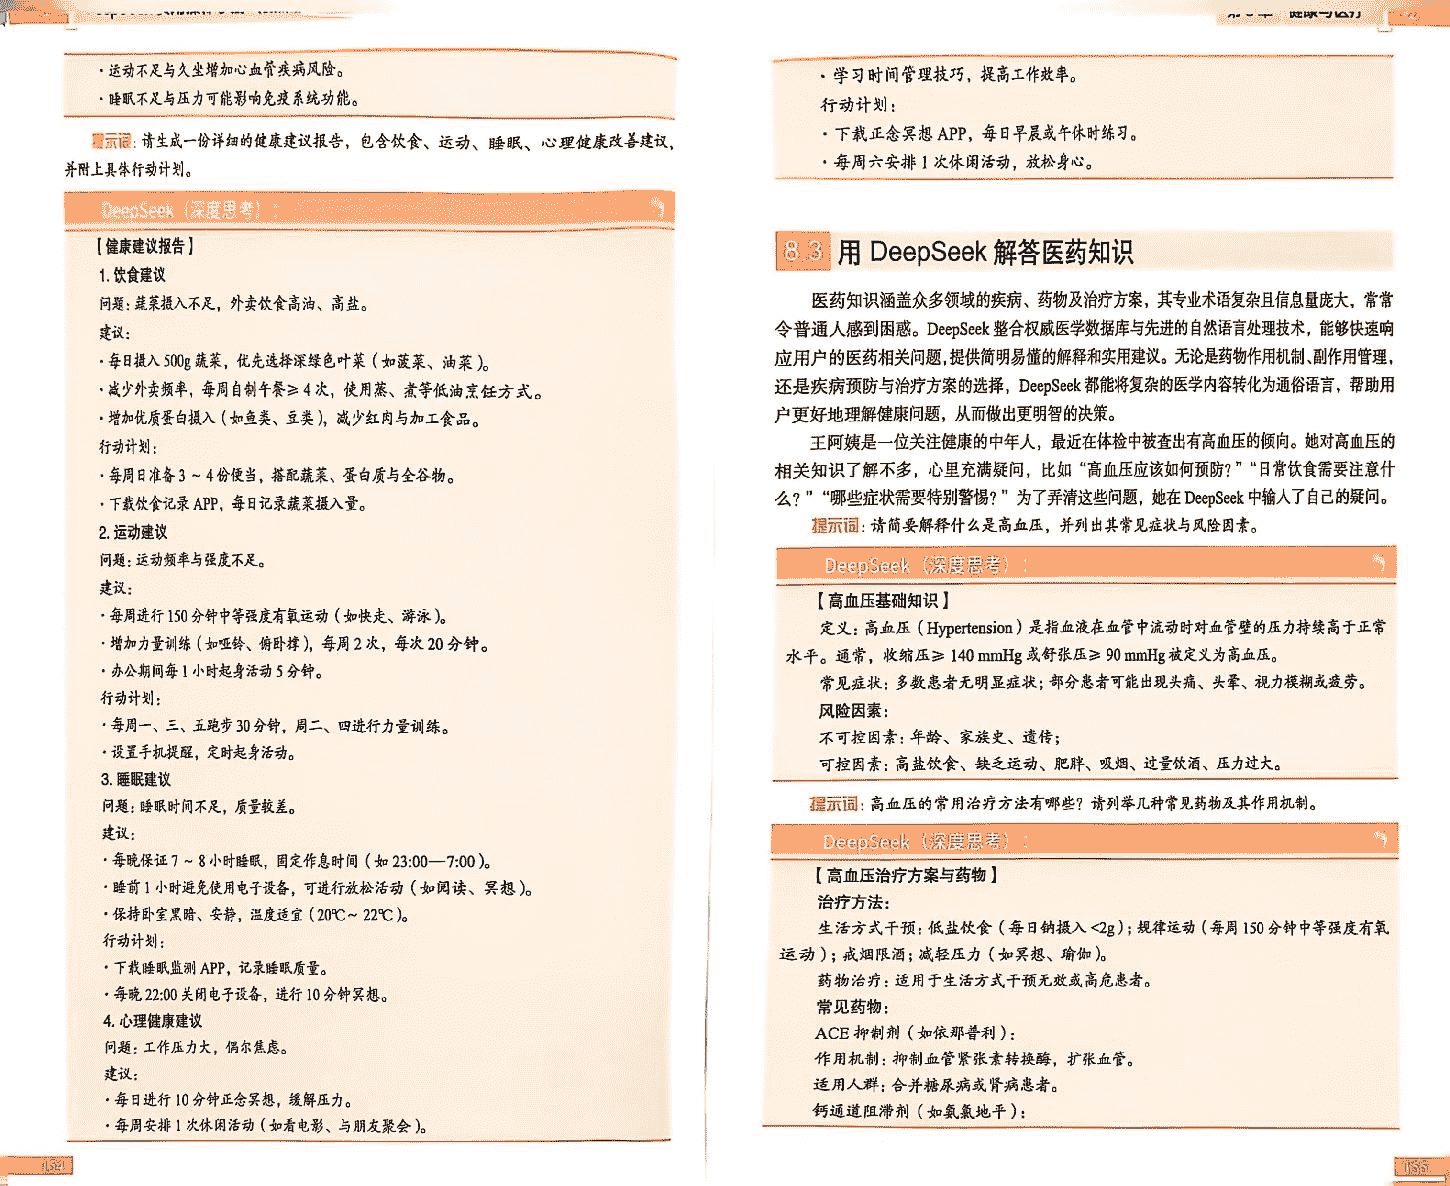 · 运动不足与久坐增加心血管疾病风险。
· 睡眠不足与压力可能影响免疫系统功能。
提示词：请生成一份详细的健康建议报告，包含饮食、运动、睡眠、心理健康改善建议，
并附上具体行动计划。
DeepSeek（深度思考）：
【健康建议报告】
1. 饮食建议
问题：蔬菜摄入不足，外卖饮食高油、高盐。
建议：
· 每日摄入 500g 蔬菜，优先选择深绿色叶菜（如菠菜、油菜）。
· 减少外卖频率，每周自制午餐≥ 4 次，使用蒸、煮等低油烹饪方式。
· 增加优质蛋白摄入（如鱼类、豆类），减少红肉与加工食品。
行动计划：
· 每周日准备 3 ~ 4 份便当，搭配蔬菜、蛋白质与全谷物。
· 下载饮食记录 APP，每日记录蔬菜摄入量。
2. 运动建议
问题：运动频率与强度不足。
建议：
· 每周进行 150 分钟中等强度有氧运动（如快走、游泳）。
· 增加力量训练（如哑铃、俯卧撑），每周 2 次，每次 20 分钟。
· 办公期间每 1 小时起身活动 5 分钟。
行动计划：
· 每周一、三、五跑步 30 分钟，周二、四进行力量训练。
· 设置手机提醒，定时起身活动。
3. 睡眠建议
问题：睡眠时间不足，质量较差。
建议：
· 每晚保证 7 ~ 8 小时睡眠，固定作息时间（如 23:00—7:00）。
· 睡前 1 小时避免使用电子设备，可进行放松活动（如阅读、冥想）。
· 保持卧室黑暗、安静，温度适宜（20℃ ~ 22℃）。
行动计划：
· 下载睡眠监测 APP，记录睡眠质量。
· 每晚 22:00 关闭电子设备，进行 10 分钟冥想。
4. 心理健康建议
问题：工作压力大，偶尔焦虑。
建议：
· 每日进行 10 分钟正念冥想，缓解压力。
· 每周安排 1 次休闲活动（如看电影、与朋友聚会）。
154
第 8 章 健康与医疗
· 学习时间管理技巧，提高工作效率。
行动计划：
· 下载正念冥想 APP，每日早晨或午休时练习。
· 每周六安排 1 次休闲活动，放松身心。
8.3 用 DeepSeek 解答医药知识
医药知识涵盖众多领域的疾病、药物及治疗方案，其专业术语复杂且信息量庞大，常常
令普通人感到困惑。DeepSeek 整合权威医学数据库与先进的自然语言处理技术，能够快速响
应用户的医药相关问题，提供简明易懂的解释和实用建议。无论是药物作用机制、副作用管理，
还是疾病预防与治疗方案的选择，DeepSeek 都能将复杂的医学内容转化为通俗语言，帮助用
户更好地理解健康问题，从而做出更明智的决策。
王阿姨是一位关注健康的中年人，最近在体检中被查出有高血压的倾向。她对高血压的
相关知识了解不多，心里充满疑问，比如“高血压应该如何预防？”“日常饮食需要注意什
么？”“哪些症状需要特别警惕？”为了弄清这些问题，她在 DeepSeek 中输入了自己的疑问。
提示词：请简要解释什么是高血压，并列出其常见症状与风险因素。
DeepSeek（深度思考）：
【高血压基础知识】
定义：高血压（Hypertension）是指血液在血管中流动时对血管壁的压力持续高于正常
水平。通常，收缩压≥ 140 mmHg 或舒张压≥ 90 mmHg 被定义为高血压。
常见症状：多数患者无明显症状；部分患者可能出现头痛、头晕、视力模糊或疲劳。
风险因素：
不可控因素：年龄、家族史、遗传；
可控因素：高盐饮食、缺乏运动、肥胖、吸烟、过量饮酒、压力过大。
提示词：高血压的常用治疗方法有哪些？请列举几种常见药物及其作用机制。
DeepSeek（深度思考）：
【高血压治疗方案与药物】
治疗方法：
生活方式干预：低盐饮食（每日钠摄入 <2g）；规律运动（每周 150 分钟中等强度有氧
运动）；戒烟限酒；减轻压力（如冥想、瑜伽）。
药物治疗：适用于生活方式干预无效或高危患者。
常见药物：
ACE 抑制剂（如依那普利）：
作用机制：抑制血管紧张素转换酶，扩张血管。
适用人群：合并糖尿病或肾病患者。
钙通道阻滞剂（如氨氯地平）：
155